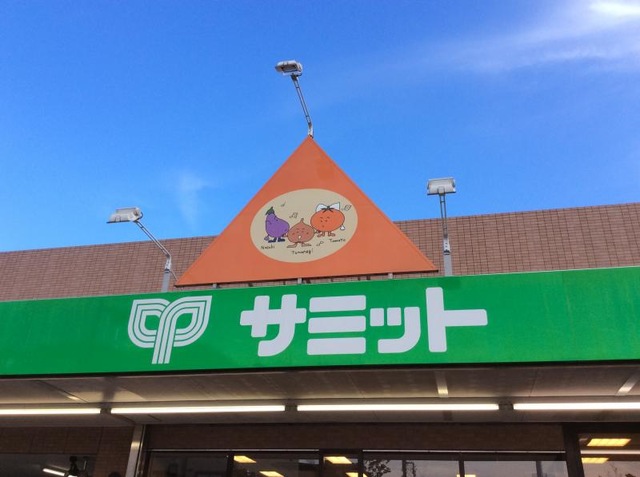 Nasubi
Tamanegi
Tomato
サミット